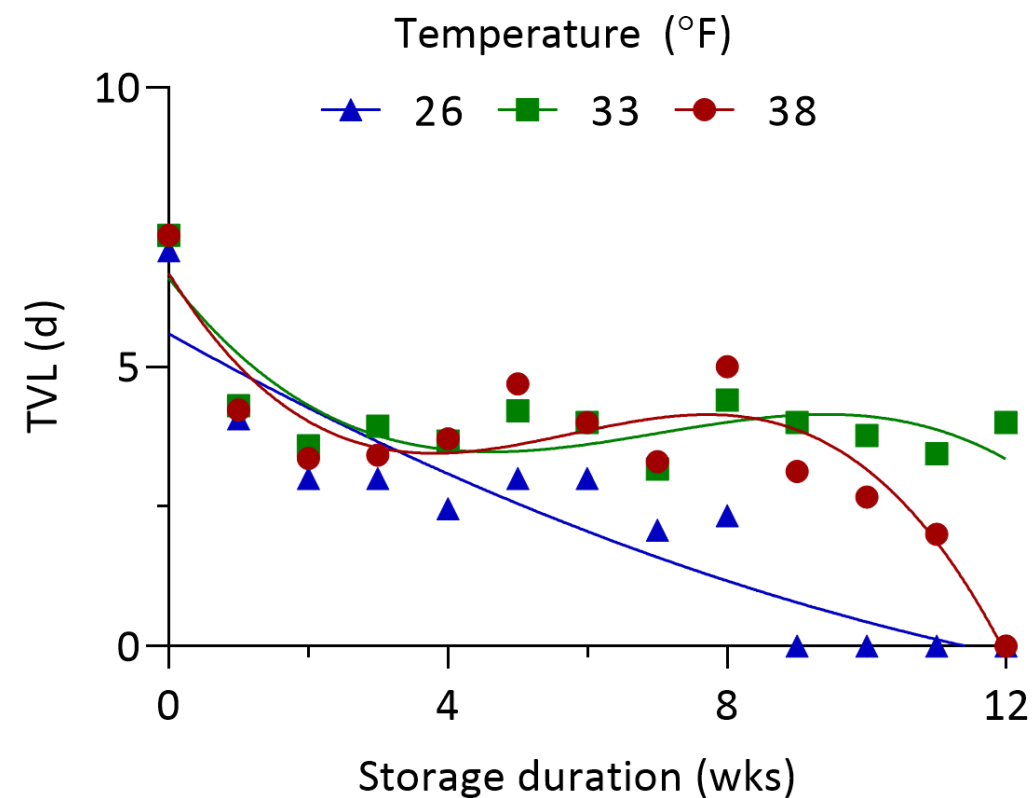 Temperature (°F)
26 33 38
10
5
0
TVL (d)
0 4 8 12
Storage duration (wks)